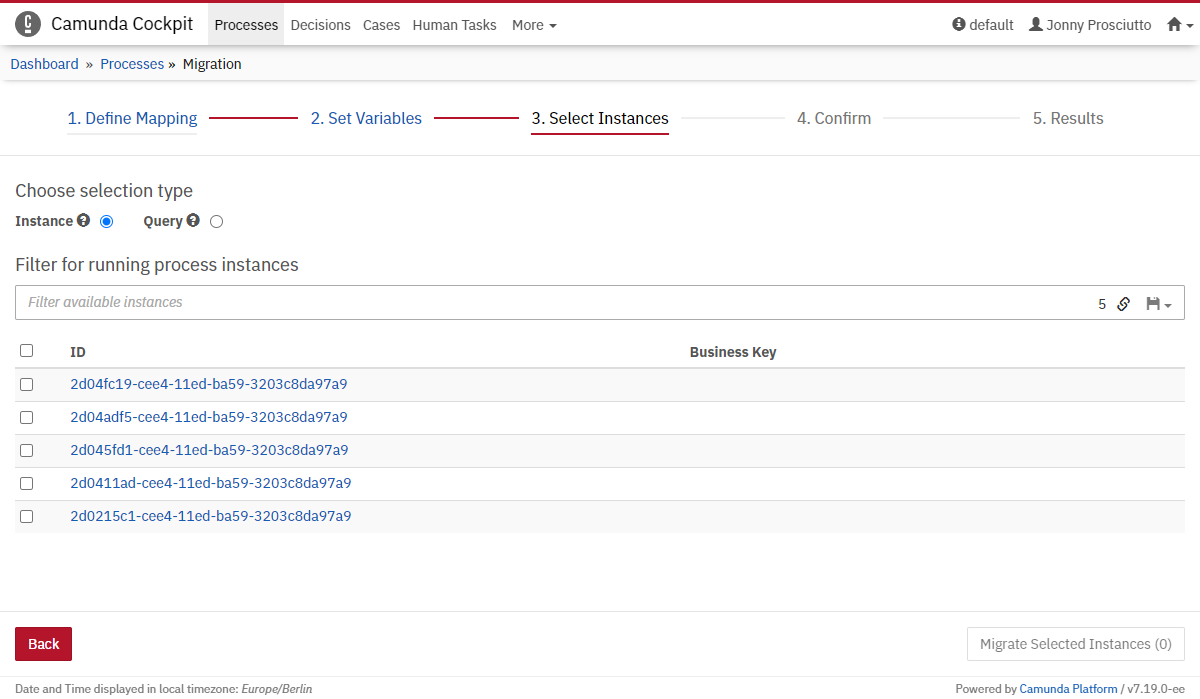 Camunda Cockpit Processes Decisions Cases Human Tasks More default Jonny Prosciutto
Dashboard » Processes » Migration
1. Define Mapping 2. Set Variables 3. Select Instances 4. Confirm 5. Results
Choose selection type
Instance ? Query ?
Filter for running process instances
Filter available instances 5
ID Business Key
2d04fc19-cee4-11ed-ba59-3203c8da97a9
2d04adf5-cee4-11ed-ba59-3203c8da97a9
2d045fd1-cee4-11ed-ba59-3203c8da97a9
2d0411ad-cee4-11ed-ba59-3203c8da97a9
2d0215c1-cee4-11ed-ba59-3203c8da97a9
Back Migrate Selected Instances (0)
Date and Time displayed in local timezone: Europe/Berlin Powered by Camunda Platform / v7.19.0-ee